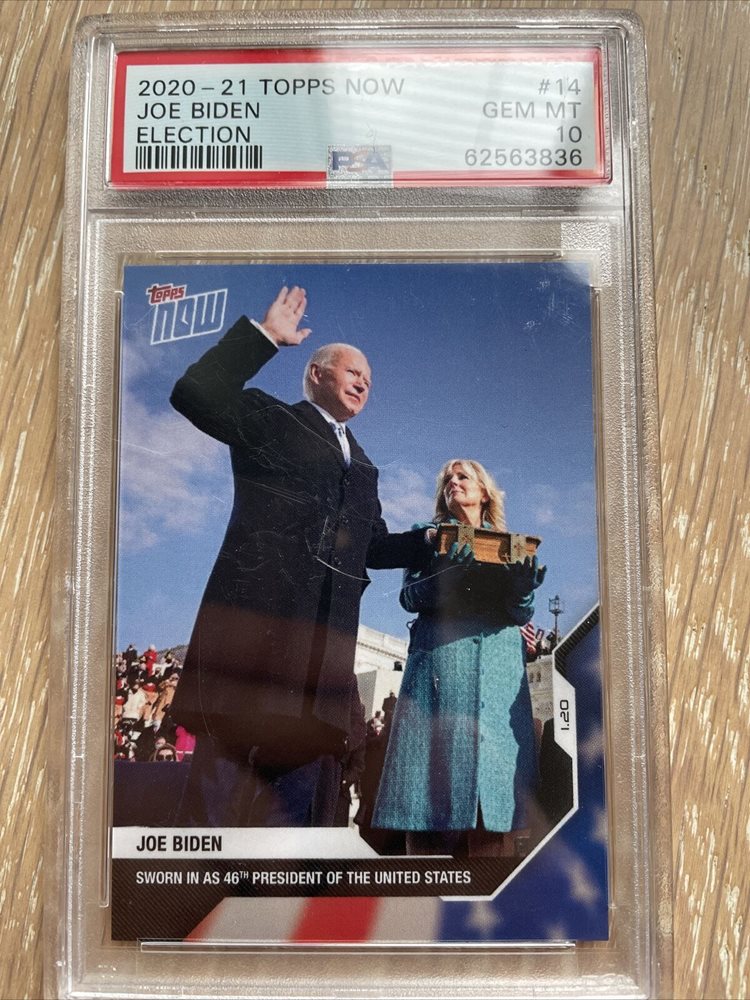 2020-21 TOPPS NOW #14
JOE BIDEN GEM MT
ELECTION 10
PSA 62563836
topps
now
1.20
JOE BIDEN
SWORN IN AS 46TH PRESIDENT OF THE UNITED STATES